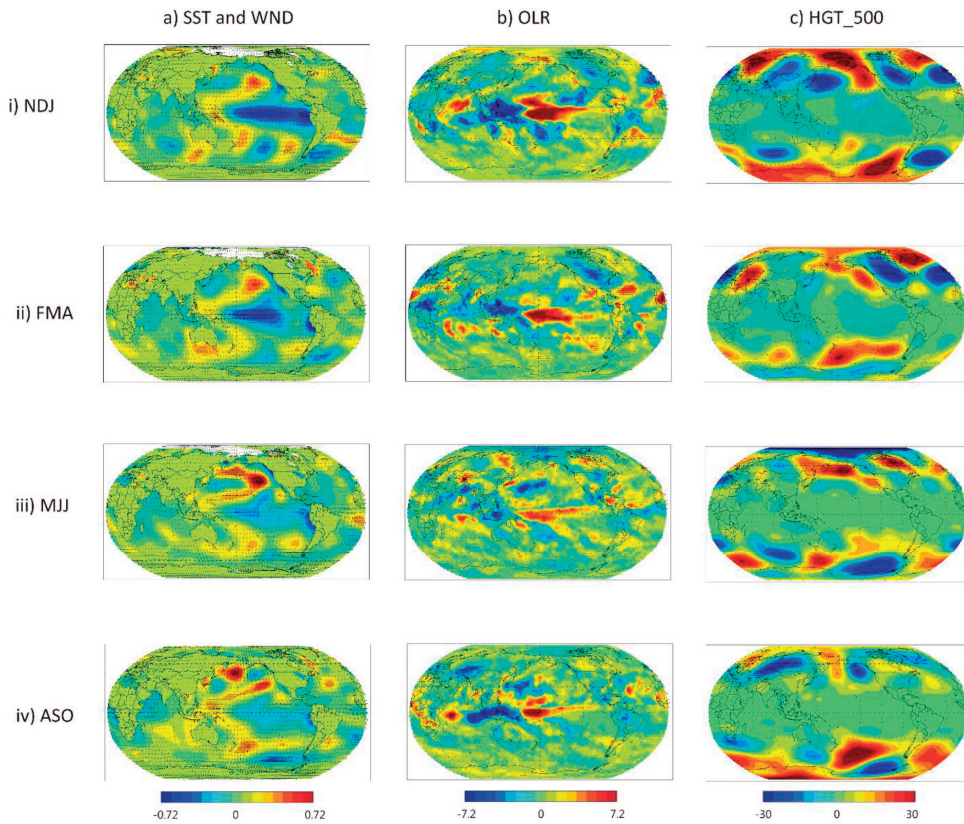 a) SST and WND
b) OLR
c) HGT_500
i) NDJ
ii) FMA
iii) MJJ
iv) ASO
-0.72 0 0.72
-7.2 0 7.2
-30 0 30